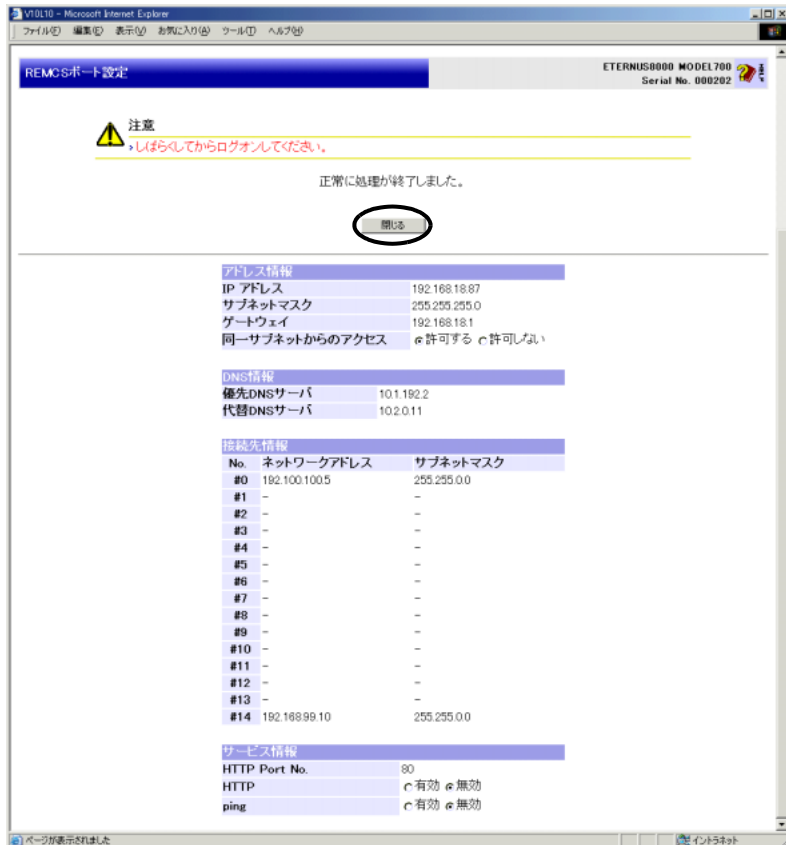 V10L10 - Microsoft Internet Explorer
ファイル(F) 編集(E) 表示(V) お気に入り(A) ツール(T) ヘルプ(H)
REMCSポート設定
ETERNUS8000 MODEL700
Serial No. 000202
注意
しばらくしてからログオンしてください。
正常に処理が終了しました。
閉じる
アドレス情報
IP アドレス 192.168.18.87
サブネットマスク 255.255.255.0
ゲートウェイ 192.168.18.1
同一サブネットからのアクセス 許可する 許可しない
DNS情報
優先DNSサーバ 10.1.192.2
代替DNSサーバ 10.2.0.11
接続先情報
No. ネットワークアドレス サブネットマスク
#0 192.100.100.5 255.255.0.0
#1 - -
#2 - -
#3 - -
#4 - -
#5 - -
#6 - -
#7 - -
#8 - -
#9 - -
#10 - -
#11 - -
#12 - -
#13 - -
#14 192.168.99.10 255.255.0.0
サービス情報
HTTP Port No. 80
HTTP 有効 無効
ping 有効 無効
ページが表示されました イントラネット